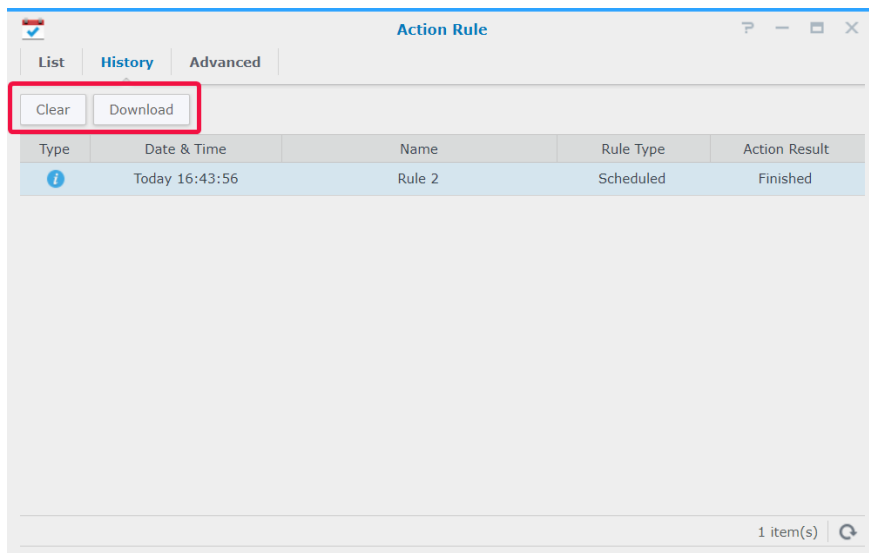 Action Rule
List History Advanced
Clear Download
Type Date & Time Name Rule Type Action Result
Today 16:43:56 Rule 2 Scheduled Finished
1 item(s)